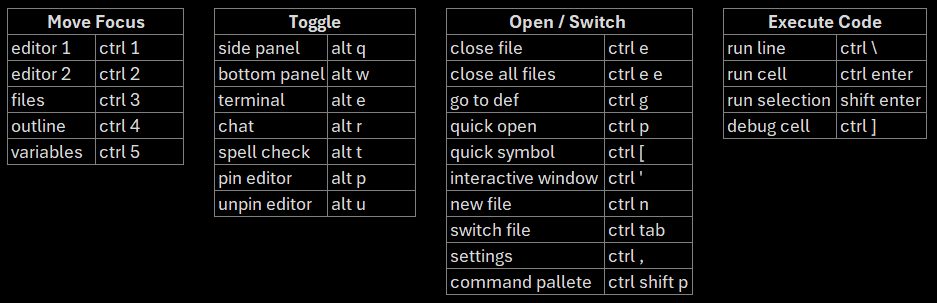 Move Focus
editor 1 ctrl 1
editor 2 ctrl 2
files ctrl 3
outline ctrl 4
variables ctrl 5
Toggle
side panel alt q
bottom panel alt w
terminal alt e
chat alt r
spell check alt t
pin editor alt p
unpin editor alt u
Open / Switch
close file ctrl e
close all files ctrl e e
go to def ctrl g
quick open ctrl p
quick symbol ctrl [
interactive window ctrl '
new file ctrl n
switch file ctrl tab
settings ctrl ,
command pallete ctrl shift p
Execute Code
run line ctrl \
run cell ctrl enter
run selection shift enter
debug cell ctrl ]